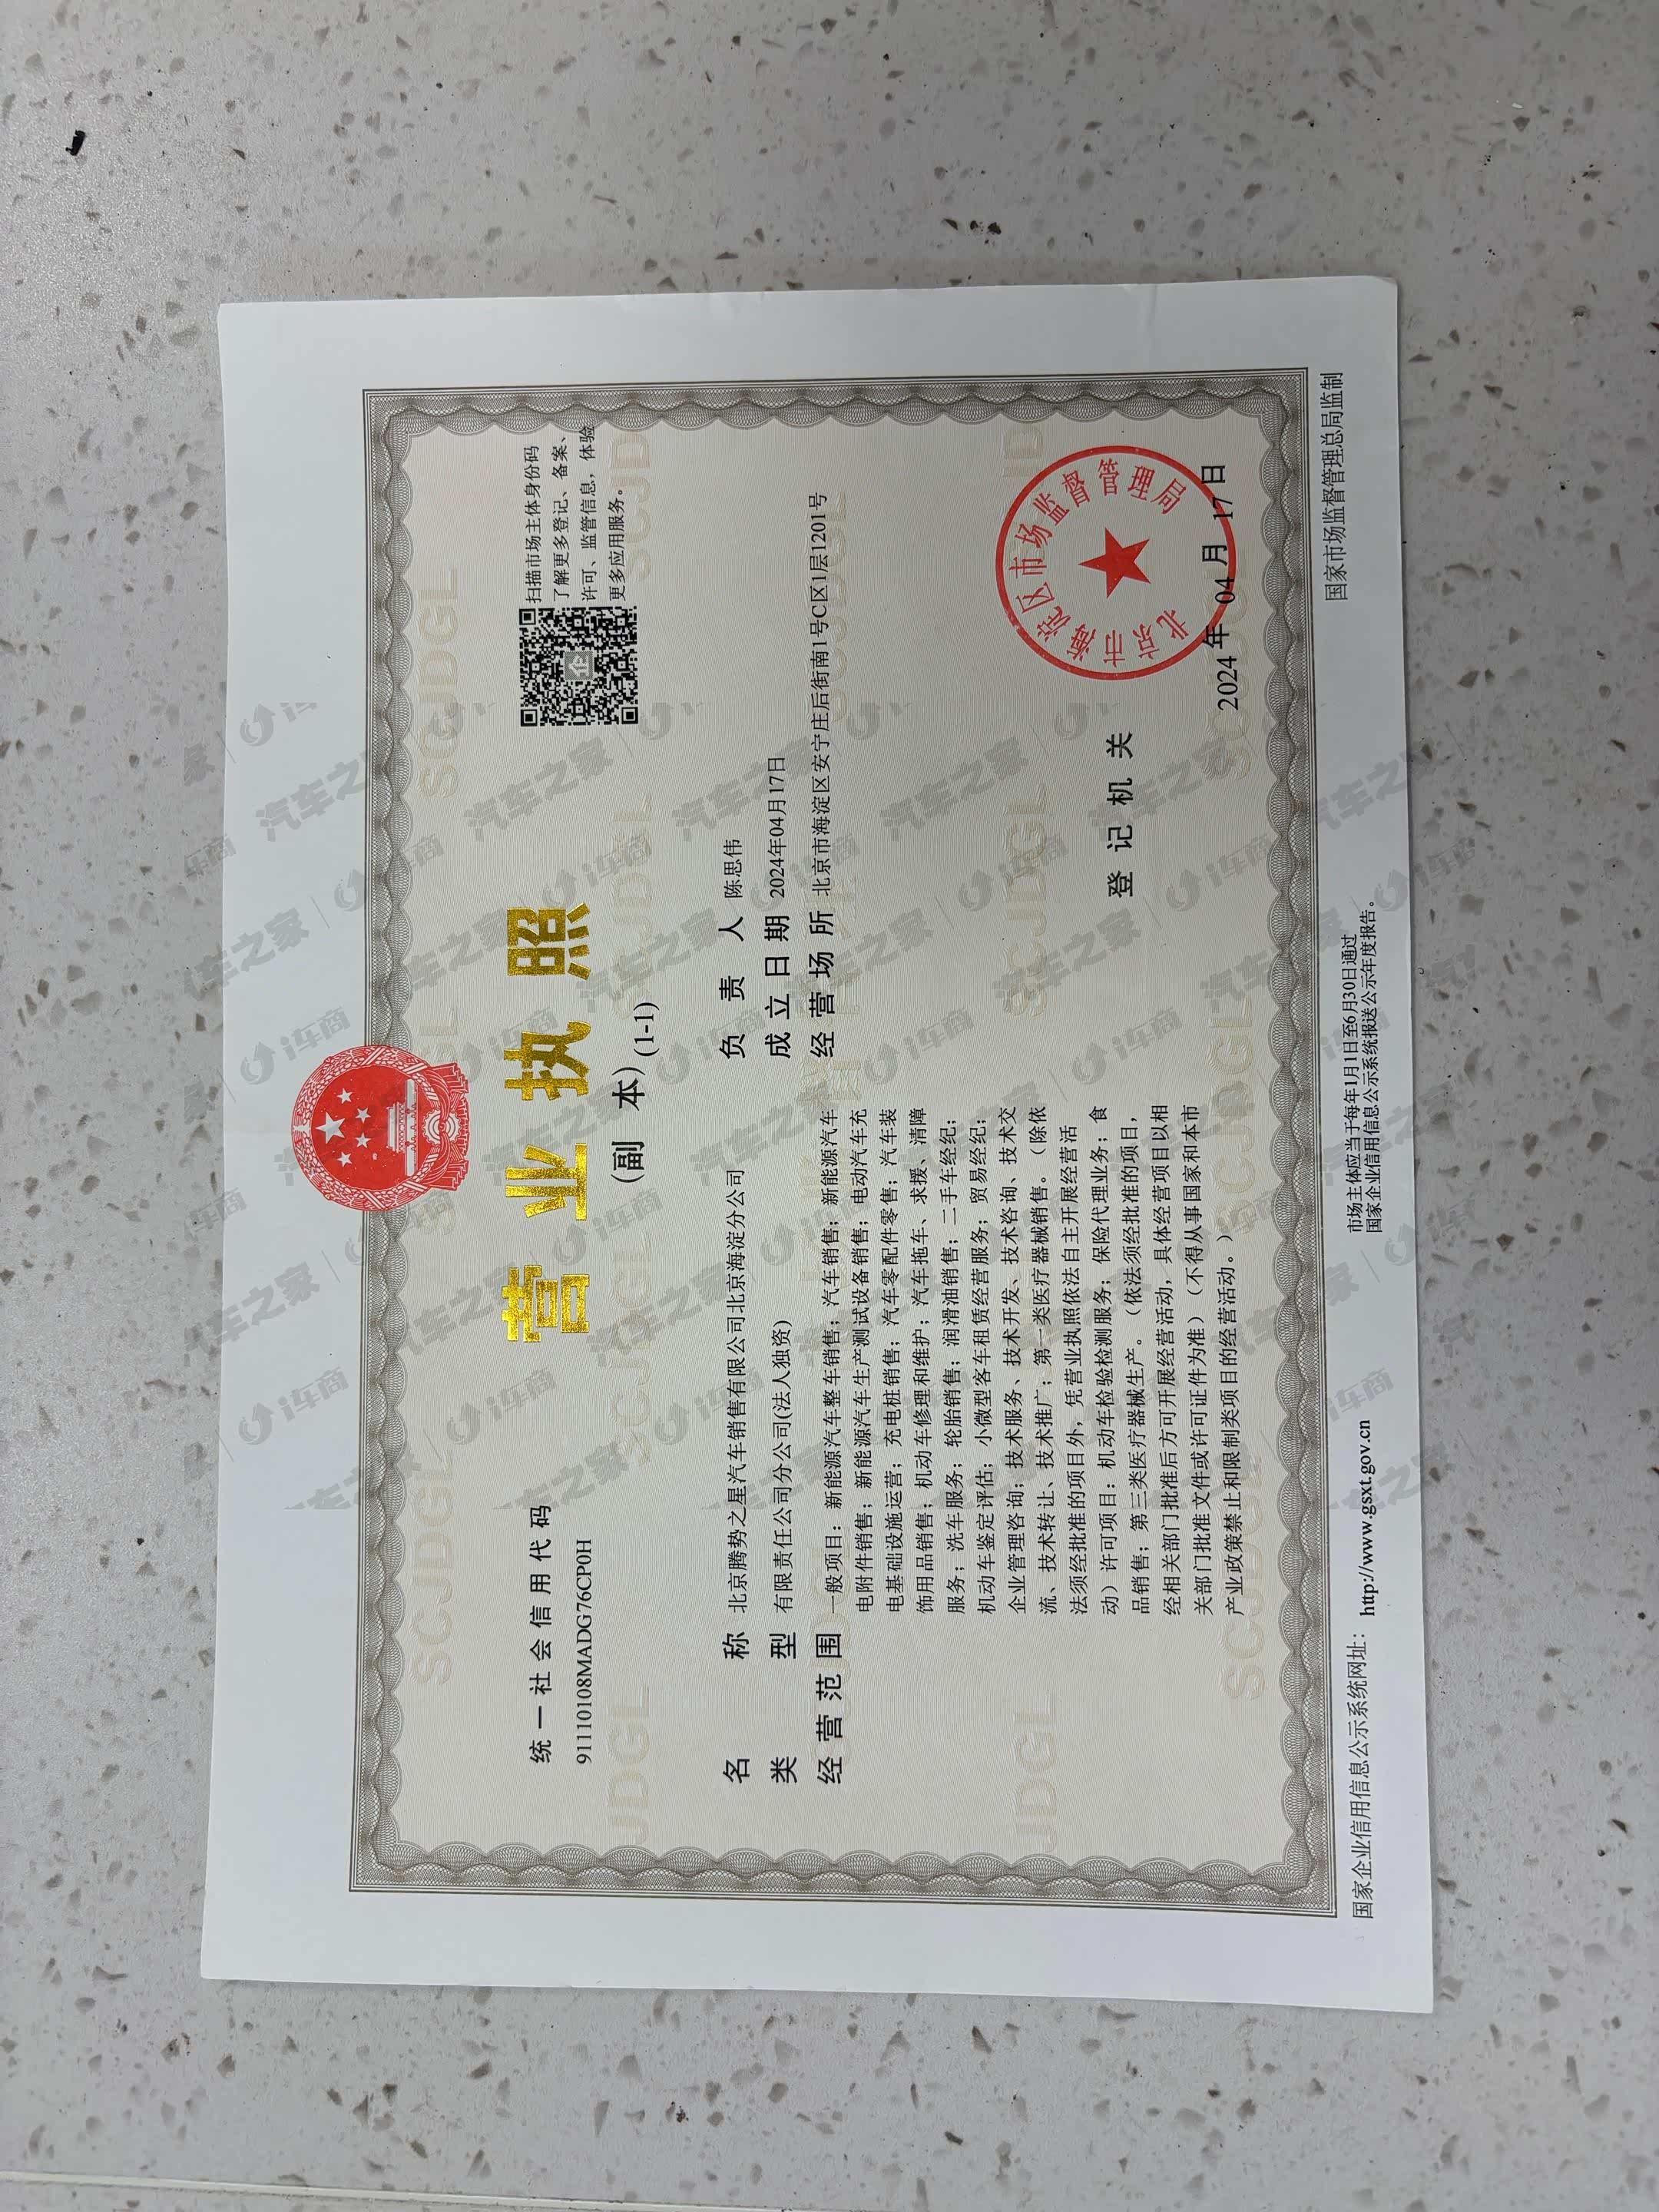 营业执照
(副 本)(1-1)
统一社会信用代码
91110108MADG76CP0H
扫描市场主体身份码
了解更多登记、备案、
许可、监管信息，体验
更多应用服务。
名 称 北京腾势之星汽车销售有限公司北京海淀分公司
类 型 有限责任公司分公司(法人独资)
经营范围 一般项目：新能源汽车整车销售；汽车销售；新能源汽车
电附件销售；新能源汽车生产测试设备销售；电动汽车充
电基础设施运营；充电桩销售；汽车零配件零售；汽车装
饰用品销售；机动车修理和维护；汽车拖车、求援、清障
服务；洗车服务；轮胎销售；润滑油销售；二手车经纪；
机动车鉴定评估；小微型客车租赁经营服务；贸易经纪；
企业管理咨询；技术服务、技术开发、技术咨询、技术交
流、技术转让、技术推广；第一类医疗器械销售。（除依
法须经批准的项目外，凭营业执照依法自主开展经营活
动）许可项目：机动车检验检测服务；保险代理业务；食
品销售；第三类医疗器械生产。（依法须经批准的项目，
经相关部门批准后方可开展经营活动，具体经营项目以相
关部门批准文件或许可证件为准）（不得从事国家和本市
产业政策禁止和限制类项目的经营活动。）
负 责 人 陈思伟
成立日期 2024年04月17日
经营场所 北京市海淀区安宁庄后街南1号C区1层1201号
登记机关
北京市海淀区市场监督管理局
2024 年 04 月 17 日
国家企业信用信息公示系统网址： http://www.gsxt.gov.cn
市场主体应当于每年1月1日至6月30日通过
国家企业信用信息公示系统报送公示年度报告。
国家市场监督管理总局监制
SCJDGL
汽车之家 | i车商